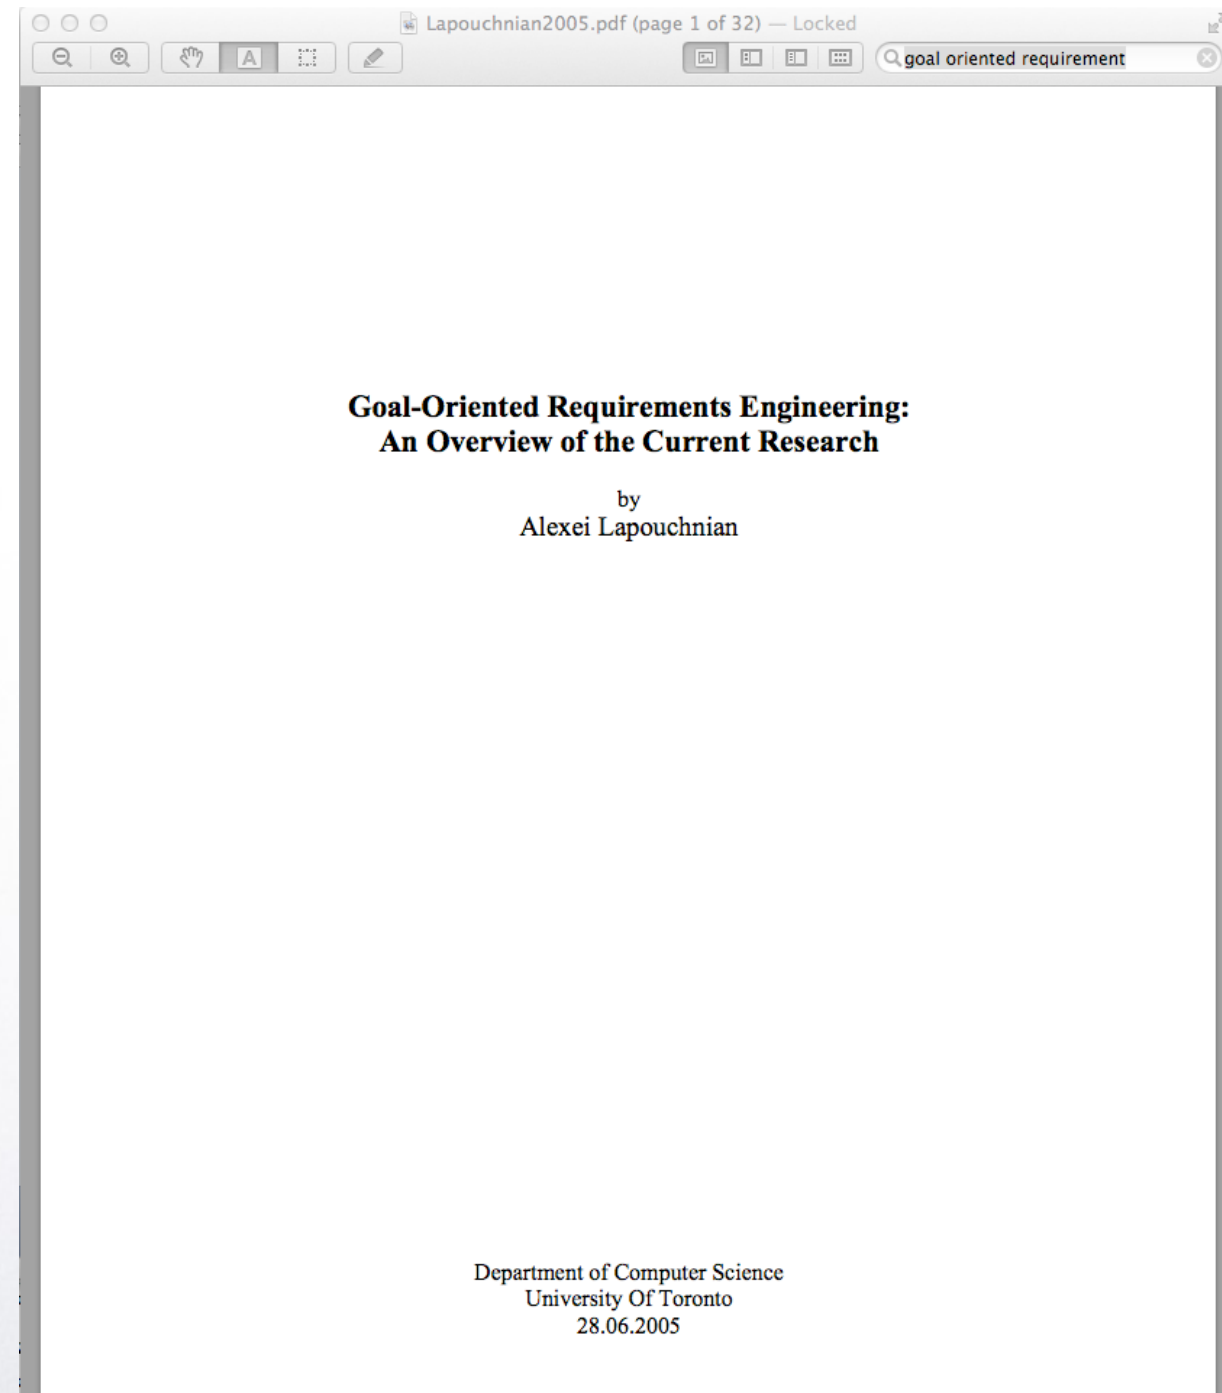 Lapouchnian2005.pdf (page 1 of 32) — Locked
A
goal oriented requirement
Goal-Oriented Requirements Engineering:
An Overview of the Current Research
by
Alexei Lapouchnian
Department of Computer Science
University Of Toronto
28.06.2005